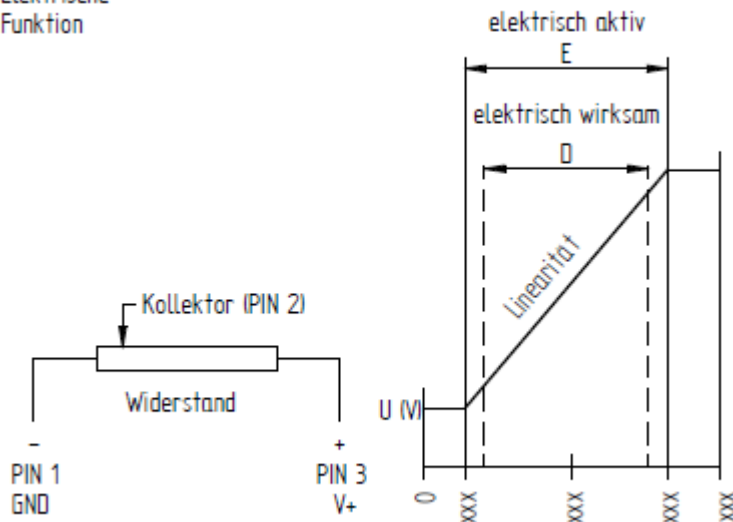 Elektrische
Funktion
elektrisch aktiv
E
elektrisch wirksam
D
Linearität
Kollektor (PIN 2)
Widerstand
U (V)
-
+
PIN 1
PIN 3
GND
V+
0
xxx
xxx
xxx
xxx